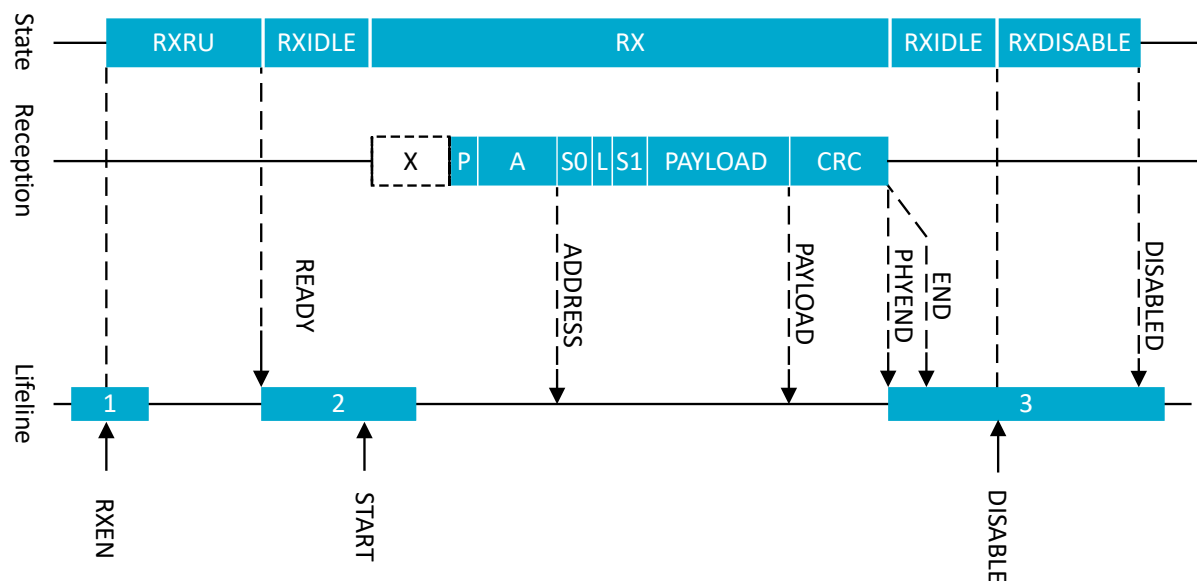 State
RXRU
RXIDLE
RX
RXIDLE
RXDISABLE
Reception
X
P
A
S0
L
S1
PAYLOAD
CRC
READY
ADDRESS
PAYLOAD
PHYEND
END
DISABLED
Lifeline
1
2
3
RXEN
START
DISABLE